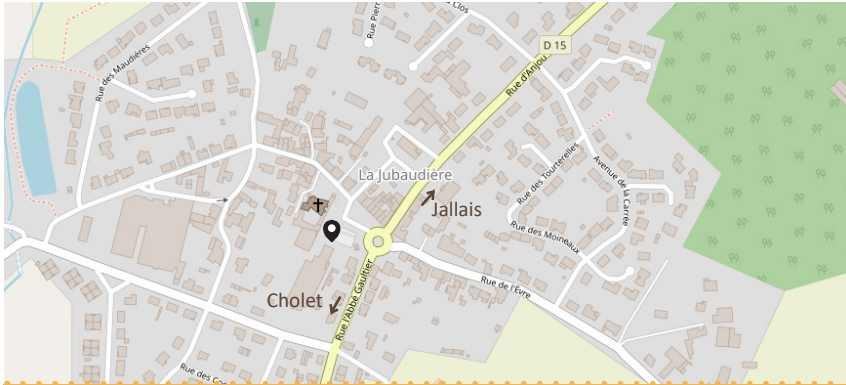 Rue Pierr
Clos
D 15
Rue des Maudières
Rue d'Anjou
La Jubaudière
Rue des Tourterelles
Avenue de la Carrée
Jallais
Rue des Moineaux
Rue de l'Èvre
Cholet
Rue l'Abbé Gaultier
Rue des Co